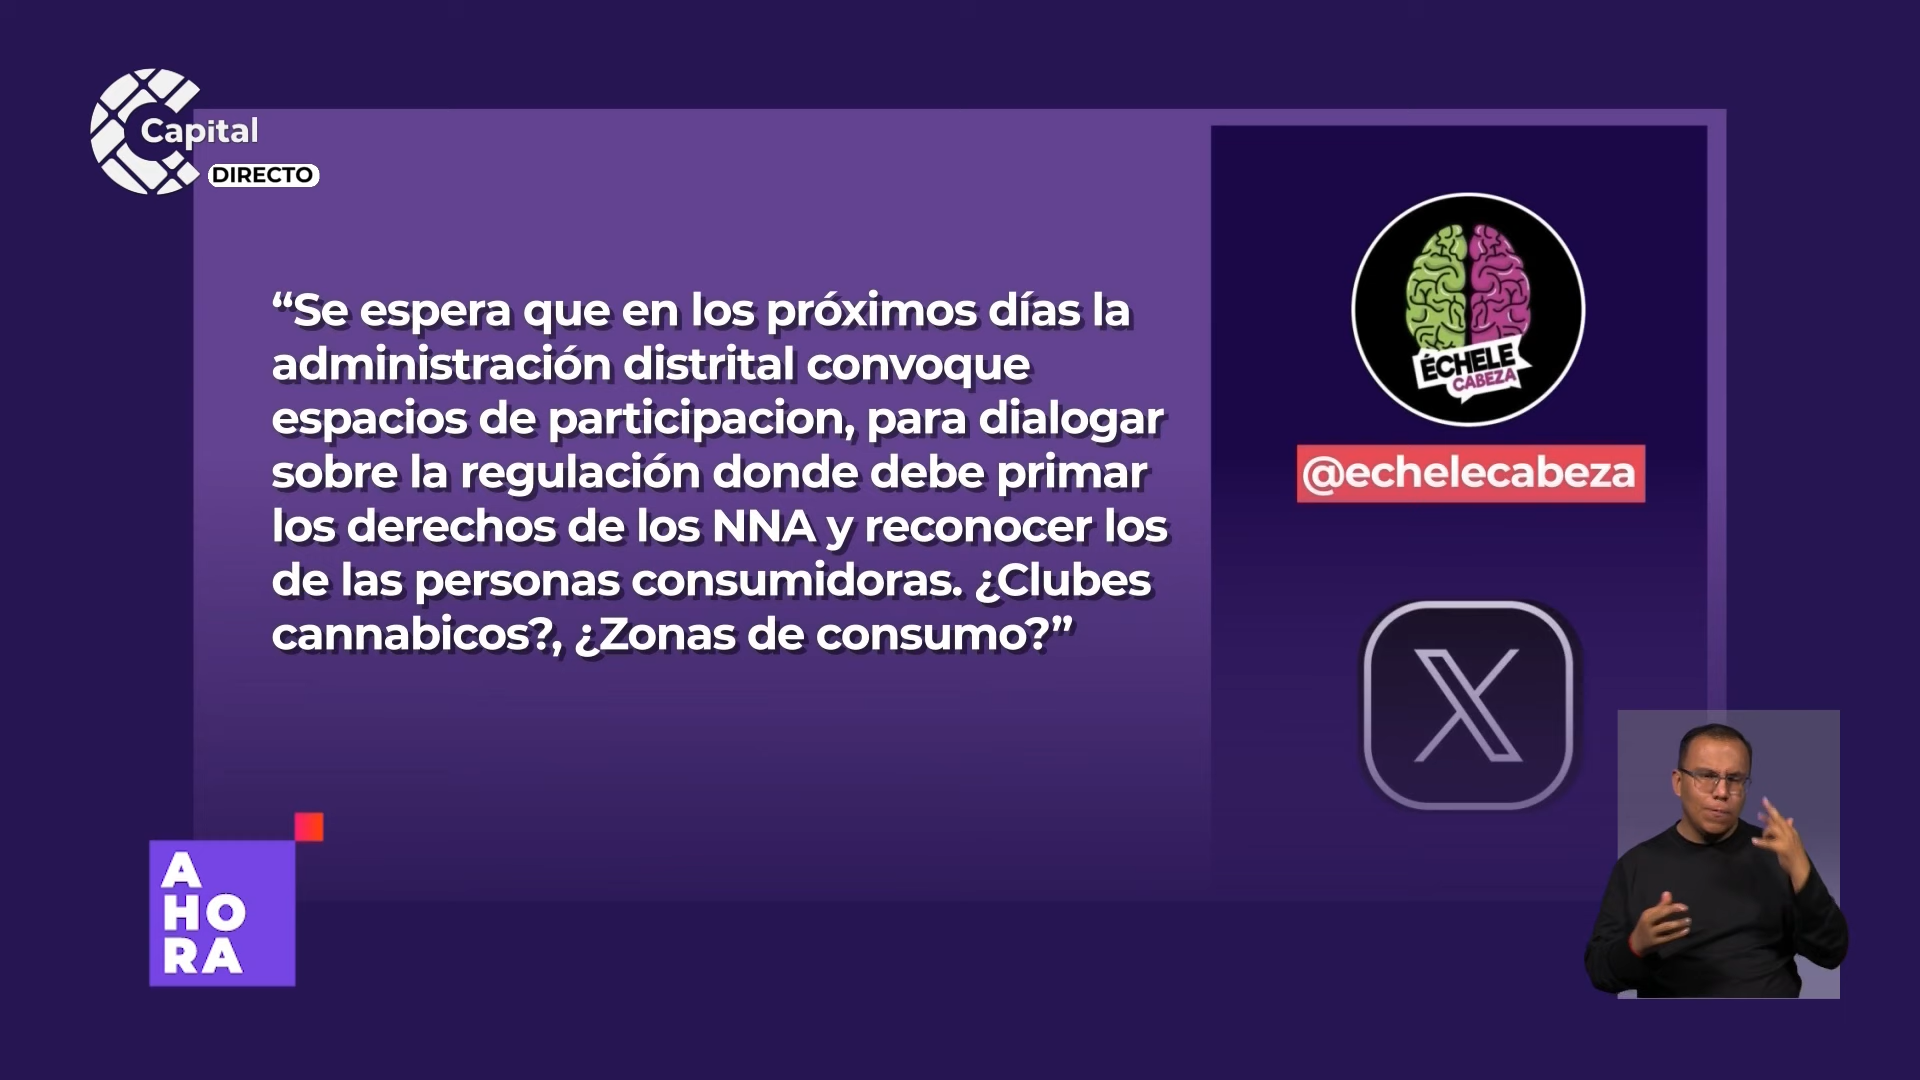 Capital
DIRECTO
“Se espera que en los próximos días la
administración distrital convoque
espacios de participacion, para dialogar
sobre la regulación donde debe primar
los derechos de los NNA y reconocer los
de las personas consumidoras. ¿Clubes
cannabicos?, ¿Zonas de consumo?”
ÉCHELE
CABEZA
@echelecabeza
X
A
HO
RA